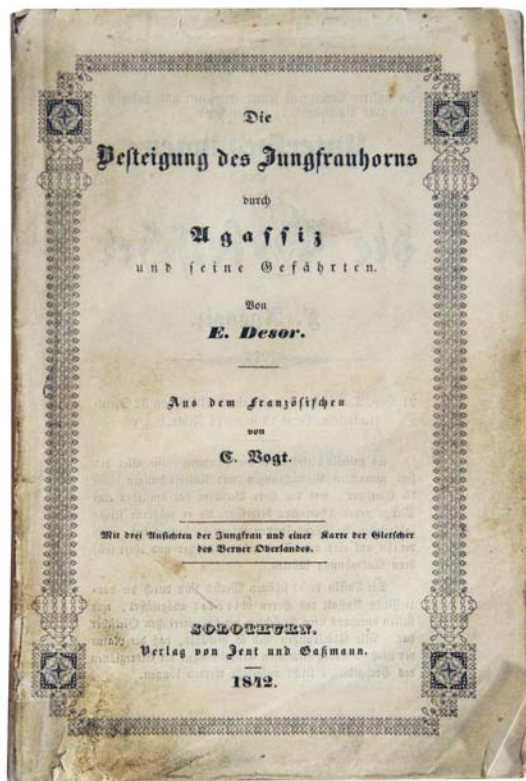 Die
Besteigung des Jungfrauhorns
durch
Agassiz
und seine Gefährten.
Von
E. Desor.
Aus dem Französischen
von
C. Vogt.
Mit drei Ansichten der Jungfrau und einer Karte der Gletscher
des Berner Oberlandes.
SOLOTHURN.
Verlag von Jent und Gaßmann.
1842.